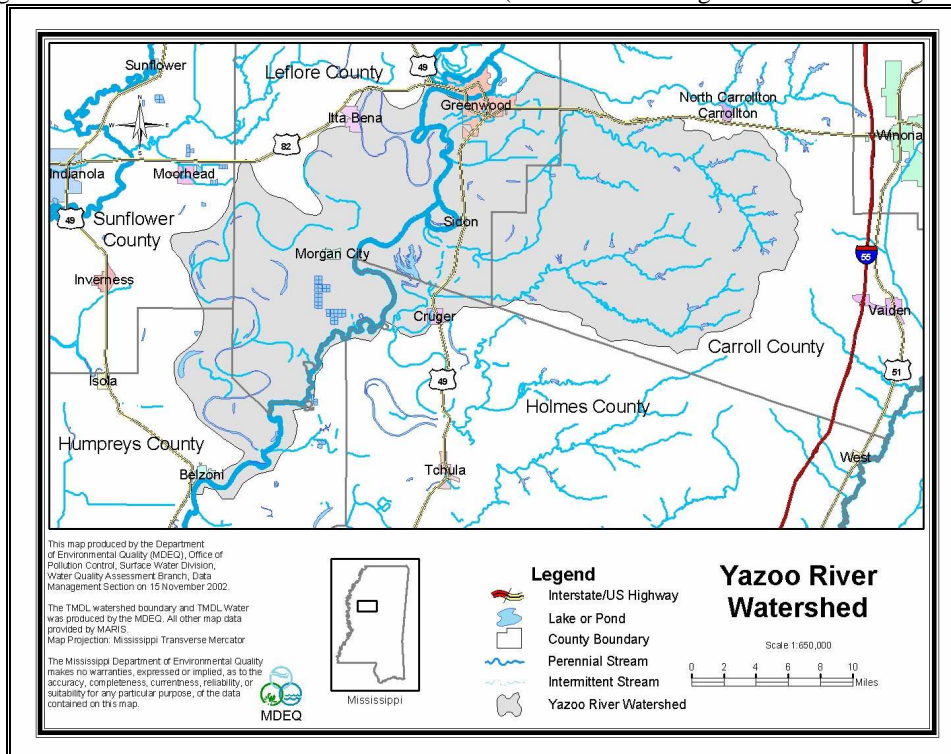 Sunflower
Leflore County
49
Greenwood
North Carrollton
Carrollton
Itta Bena
Winona
82
Indianola
Moorhead
49
Sunflower
County
Sidon
Morgan City
55
Inverness
Cruger
Vaiden
Carroll County
Isola
49
51
Holmes County
Humpreys County
West
Tchula
Belzoni
N
W
E
S
This map produced by the Department
of Environmental Quality (MDEQ), Office of
Pollution Control, Surface Water Division,
Water Quality Assessment Branch, Data
Management Section on 15 November 2002.
The TMDL watershed boundary and TMDL Water
was produced by the MDEQ. All other map data
provided by MARIS.
Map Projection: Mississippi Transverse Mercator
The Mississippi Department of Environmental Quality
makes no warranties, expressed or implied, as to the
accuracy, completeness, currentness, reliability, or
suitability for any particular purpose, of the data
contained on this map.
MDEQ
Mississippi
Legend
Interstate/US Highway
Lake or Pond
County Boundary
Perennial Stream
Intermittent Stream
Yazoo River Watershed
Yazoo River
Watershed
Scale 1:650,000
0 2 4 6 8 10
Miles